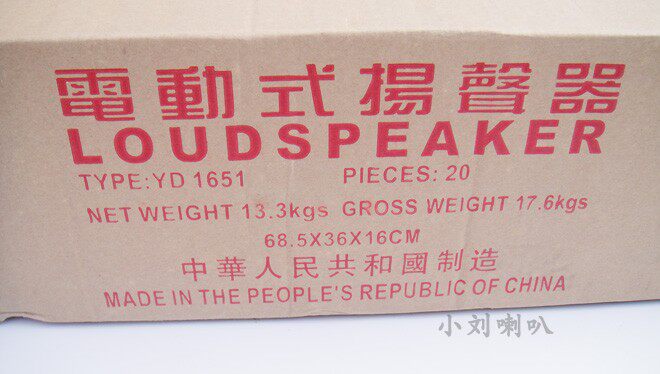 電動式揚聲器
LOUDSPEAKER
TYPE:YD 1651 PIECES: 20
NET WEIGHT 13.3kgs GROSS WEIGHT 17.6kgs
68.5X36X16CM
中華人民共和國制造
MADE IN THE PEOPLE'S REPUBLIC OF CHINA
小刘喇叭